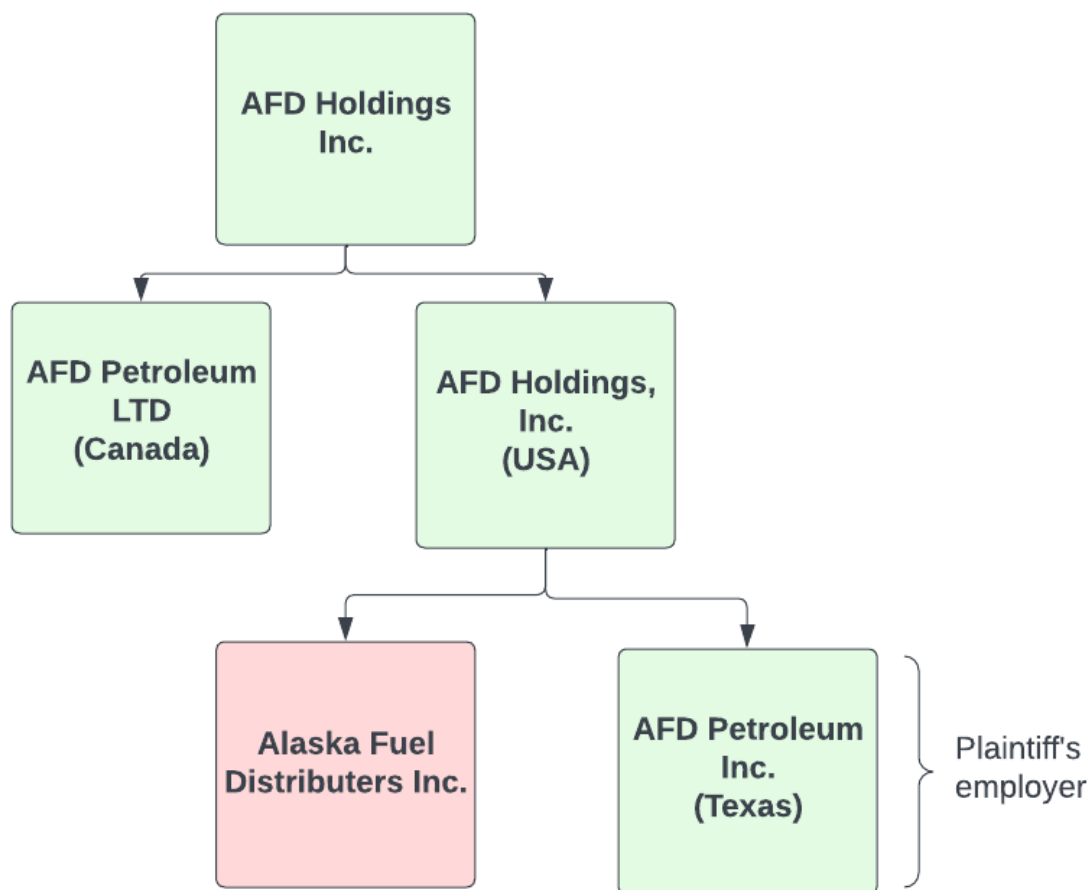 AFD Holdings
Inc.
AFD Petroleum
LTD
(Canada)
AFD Holdings,
Inc.
(USA)
Alaska Fuel
Distributers Inc.
AFD Petroleum
Inc.
(Texas)
Plaintiff's
employer